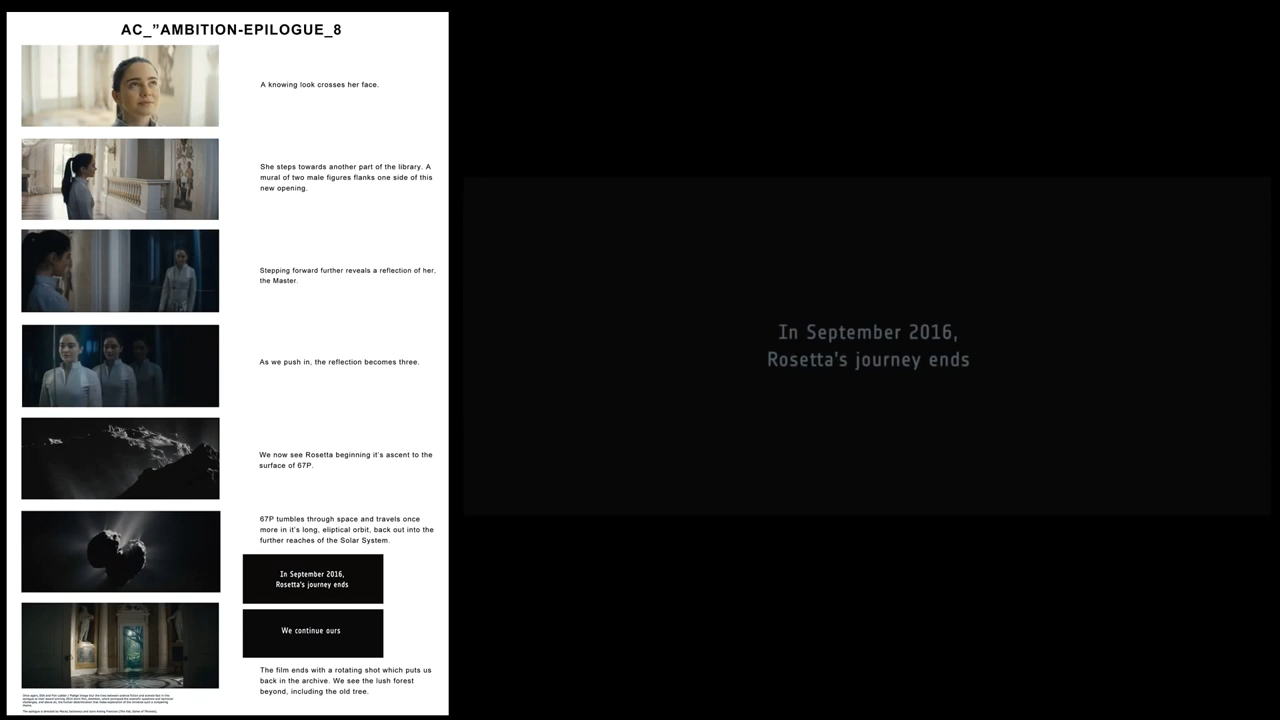 AC_”AMBITION-EPILOGUE_8
A knowing look crosses her face.
She steps towards another part of the library. A
mural of two male figures flanks one side of this
new opening.
Stepping forward further reveals a reflection of her,
the Master.
As we push in, the reflection becomes three.
We now see Rosetta beginning it's ascent to the
surface of 67P.
67P tumbles through space and travels once
more in it's long, eliptical orbit, back out into the
further reaches of the Solar System.
In September 2016,
Rosetta's journey ends
We continue ours
The film ends with a rotating shot which puts us
back in the archive. We see the lush forest
beyond, including the old tree.
In September 2016,
Rosetta's journey ends